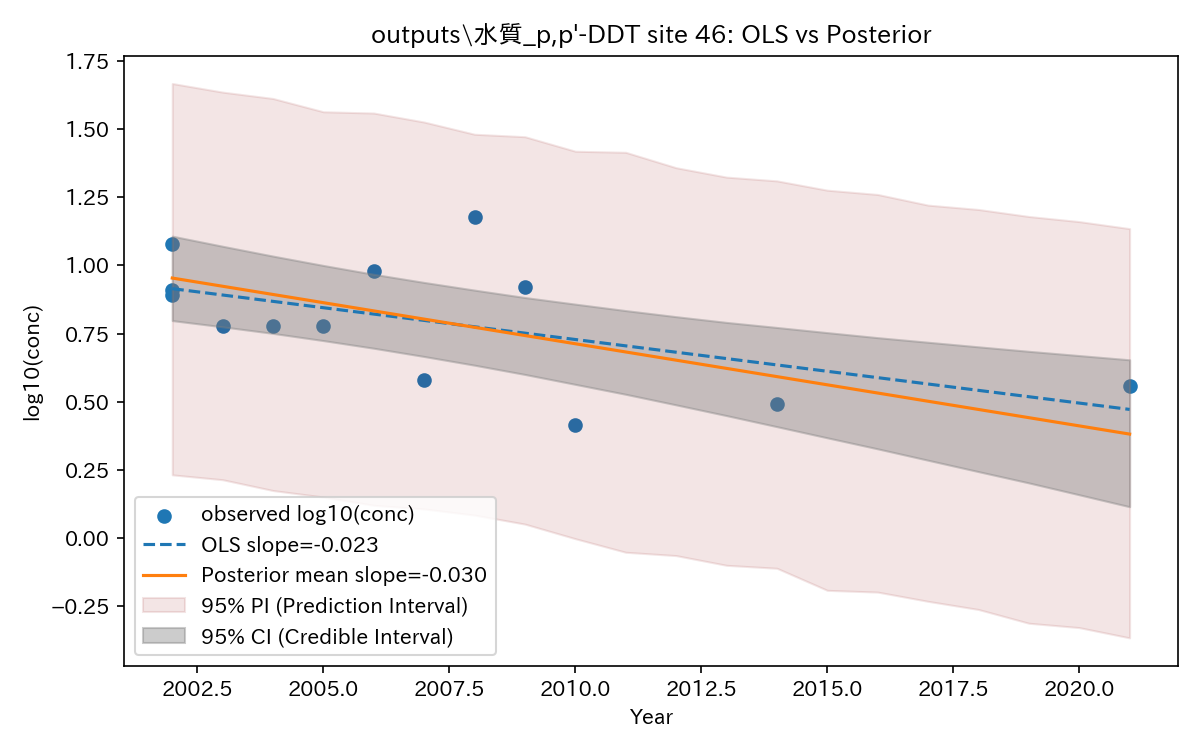 outputs\水質_p,p'-DDT site 46: OLS vs Posterior
1.75
1.50
1.25
1.00
0.75
0.50
0.25
0.00
−0.25
log10(conc)
observed log10(conc)
OLS slope=-0.023
Posterior mean slope=-0.030
95% PI (Prediction Interval)
95% CI (Credible Interval)
2002.5 2005.0 2007.5 2010.0 2012.5 2015.0 2017.5 2020.0
Year